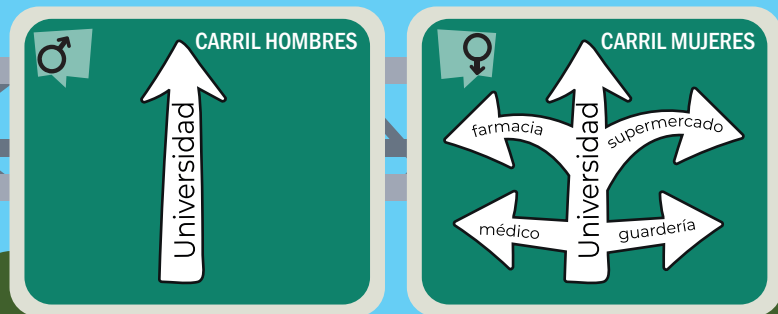 CARRIL HOMBRES
Universidad
CARRIL MUJERES
farmacia
supermercado
Universidad
médico
guardería